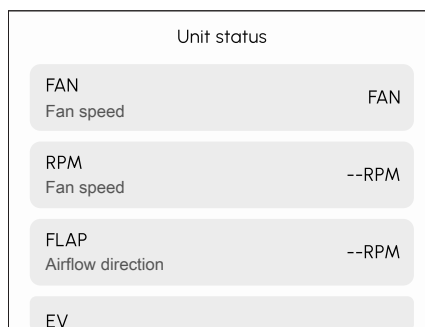 Unit status
FAN
Fan speed
FAN
RPM
Fan speed
--RPM
FLAP
Airflow direction
--RPM
EV